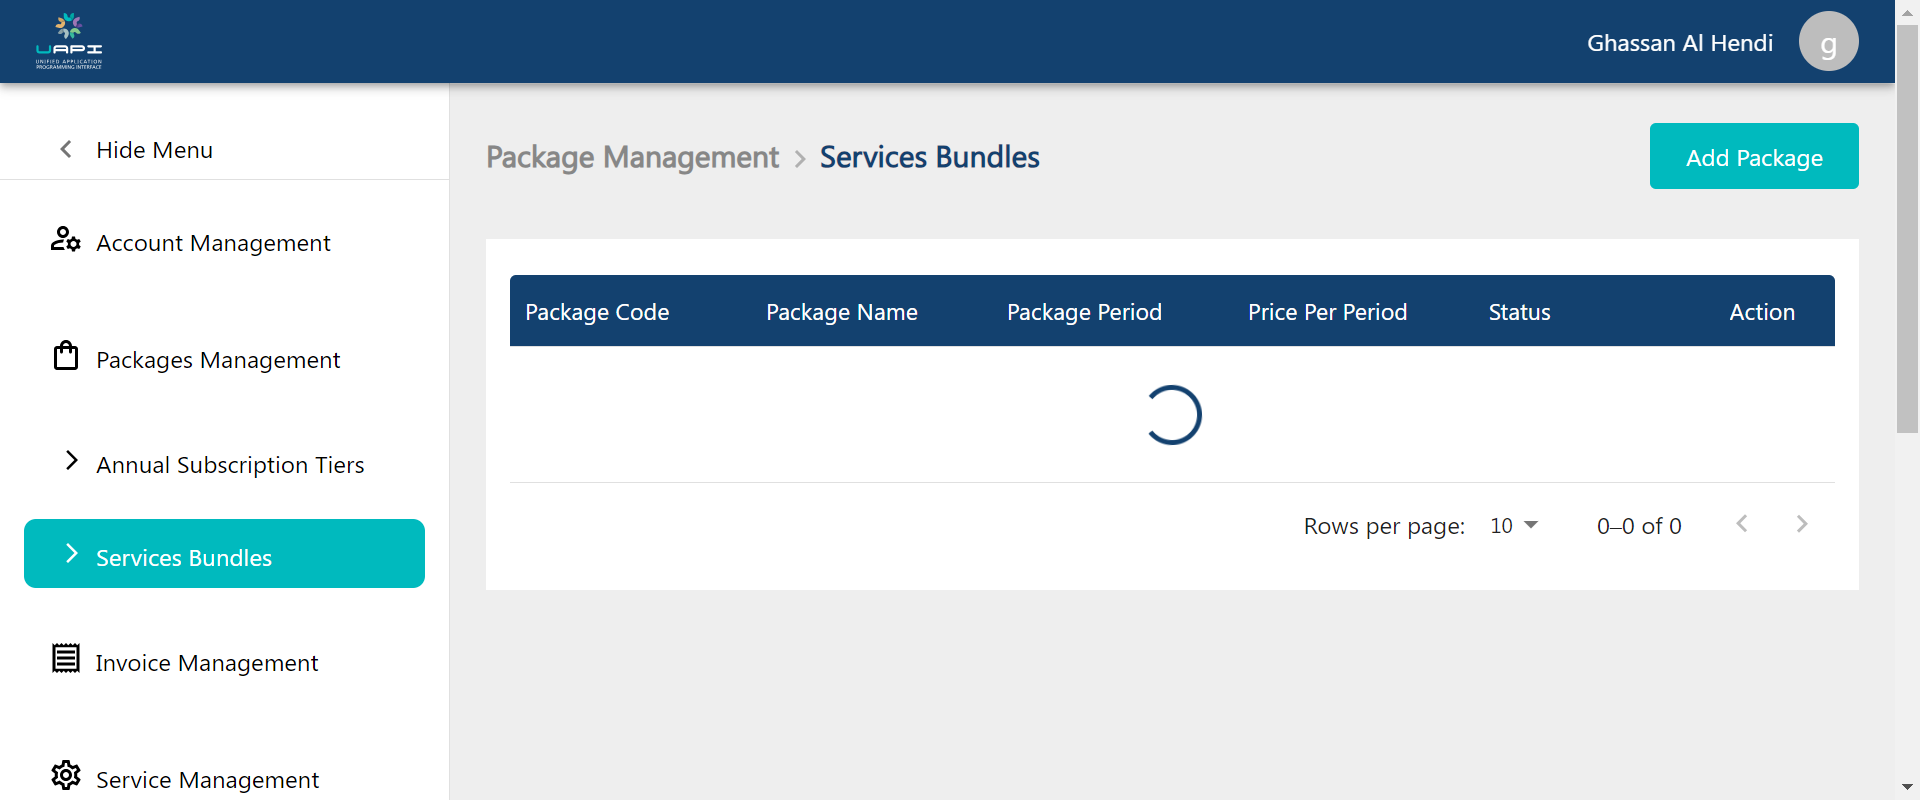 UAPI
UNIFIED APPLICATION
PROGRAMMING INTERFACE
Ghassan Al Hendi
g
Hide Menu
Account Management
Packages Management
Annual Subscription Tiers
Services Bundles
Invoice Management
Service Management
Package Management > Services Bundles
Add Package
Package Code Package Name Package Period Price Per Period Status Action
Rows per page: 10 0–0 of 0